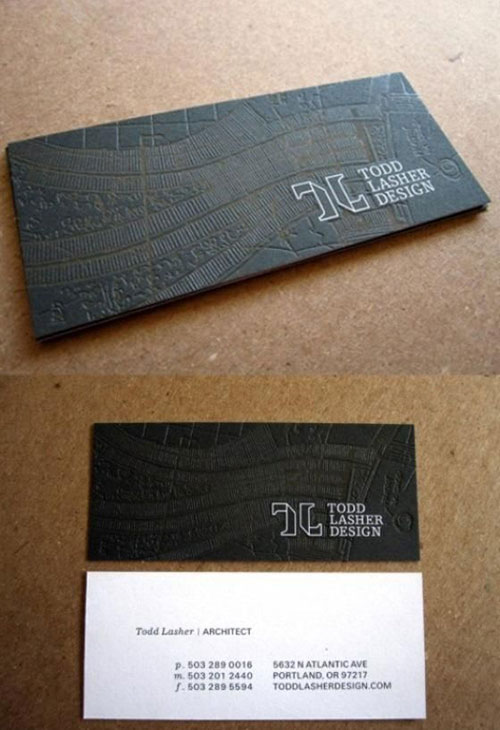 TODD
LASHER
DESIGN
TODD
LASHER
DESIGN
Todd Lasher | ARCHITECT
p. 503 289 0016
m. 503 201 2440
f. 503 289 5594
5632 N ATLANTIC AVE
PORTLAND, OR 97217
TODDLASHERDESIGN.COM